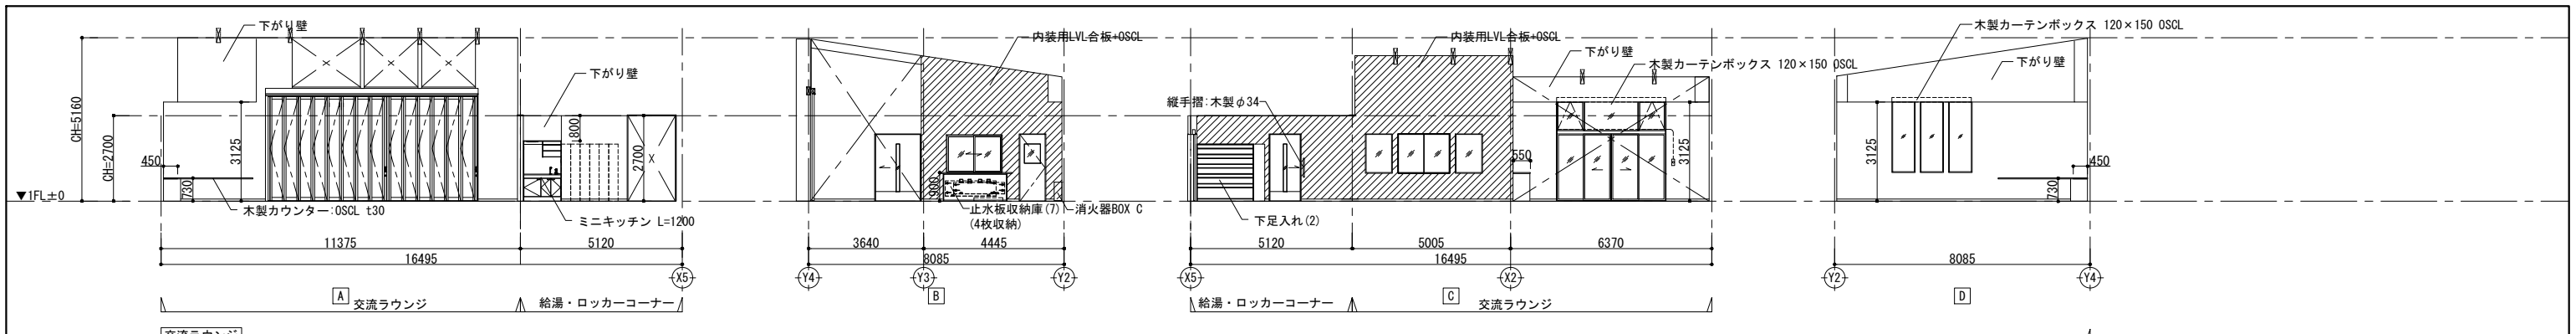 下がり壁
CH=5160
CH=2700
450
730
3125
▼1FL±0
木製カウンター:OSCL t30
下がり壁
800
2700
ミニキッチン L=1200
11375
5120
16495
X5
A
交流ラウンジ
給湯・ロッカーコーナー
交流ラウンジ
内装用LVL合板+OSCL
900
止水板収納庫(7)
(4枚収納)
消火器BOX C
3640
4445
8085
Y4
Y3
Y2
B
内装用LVL合板+OSCL
下がり壁
木製カーテンボックス 120×150 OSCL
縦手摺:木製φ34
550
3125
下足入れ(2)
5120
5005
6370
16495
X5
X2
C
給湯・ロッカーコーナー
交流ラウンジ
木製カーテンボックス 120×150 OSCL
下がり壁
3125
450
730
8085
Y2
Y4
D